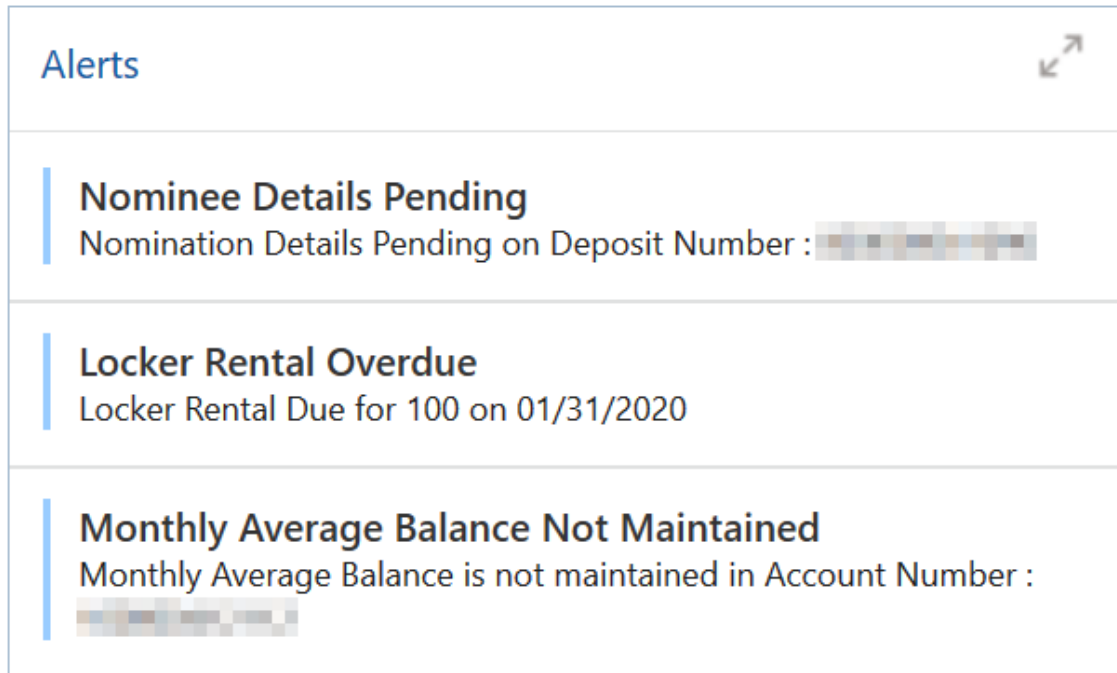 Alerts
Nominee Details Pending
Nomination Details Pending on Deposit Number :
Locker Rental Overdue
Locker Rental Due for 100 on 01/31/2020
Monthly Average Balance Not Maintained
Monthly Average Balance is not maintained in Account Number :